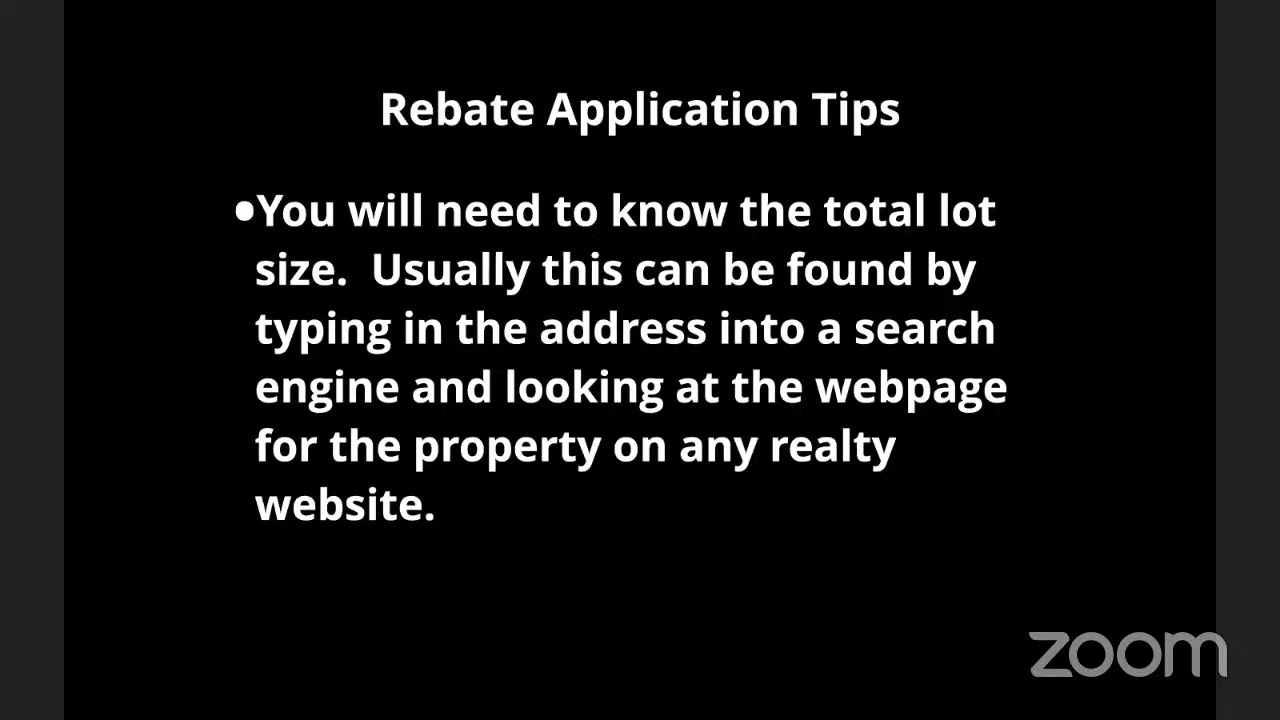 Rebate Application Tips
•You will need to know the total lot
size.  Usually this can be found by
typing in the address into a search
engine and looking at the webpage
for the property on any realty
website.
zoom